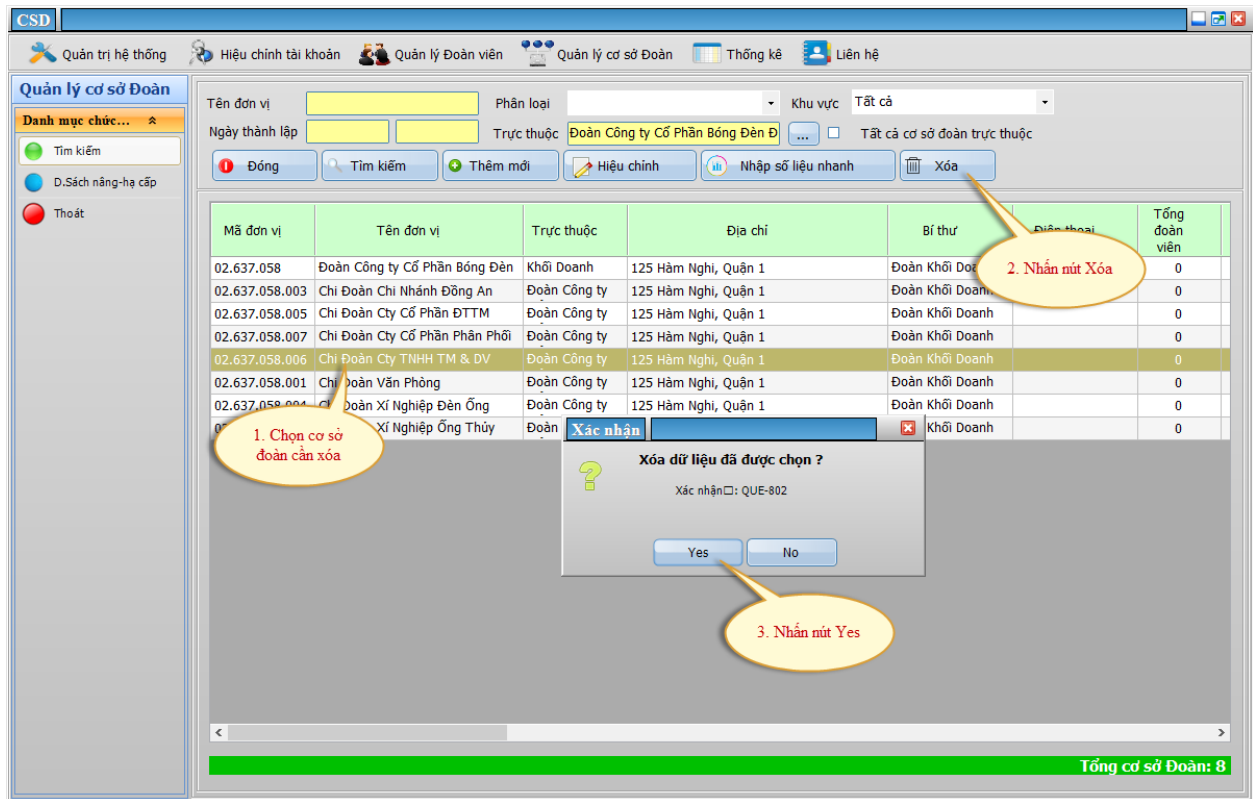 CSD
Quản trị hệ thống Hiệu chỉnh tài khoản Quản lý Đoàn viên Quản lý cơ sở Đoàn Thống kê Liên hệ
Quản lý cơ sở Đoàn
Danh mục chức...
Tìm kiếm
D.Sách nâng-hạ cấp
Thoát
Tên đơn vị Phân loại Khu vực Tất cả
Ngày thành lập Trực thuộc Đoàn Công ty Cổ Phần Bóng Đèn Đ ... Tất cả cơ sở đoàn trực thuộc
Đóng Tìm kiếm Thêm mới Hiệu chỉnh Nhập số liệu nhanh Xóa
Mã đơn vị Tên đơn vị Trực thuộc Địa chỉ Bí thư Điện thoại Tổng đoàn viên
02.637.058 Đoàn Công ty Cổ Phần Bóng Đèn Khối Doanh 125 Hàm Nghi, Quận 1 Đoàn Khối 0
02.637.058.003 Chi Đoàn Chi Nhánh Đồng An Đoàn Công ty 125 Hàm Nghi, Quận 1 Đoàn Khối Doanh 0
02.637.058.005 Chi Đoàn Cty Cổ Phần ĐTTM Đoàn Công ty 125 Hàm Nghi, Quận 1 Đoàn Khối Doanh 0
02.637.058.007 Chi Đoàn Cty Cổ Phần Phân Phối Đoàn Công ty 125 Hàm Nghi, Quận 1 Đoàn Khối Doanh 0
02.637.058.006 Chi Đoàn Cty TNHH TM & DV Đoàn Công ty 125 Hàm Nghi, Quận 1 Đoàn Khối Doanh 0
02.637.058.001 Chi Đoàn Văn Phòng Đoàn Công ty 125 Hàm Nghi, Quận 1 Đoàn Khối Doanh 0
02.637.058.004 Chi Đoàn Xí Nghiệp Đèn Ống Đoàn Công ty 125 Hàm Nghi, Quận 1 Đoàn Khối Doanh 0
Xí Nghiệp Ống Thủy Đoàn Khối Doanh 0
2. Nhấn nút Xóa
1. Chọn cơ sở
đoàn cần xóa
Xác nhận
Xóa dữ liệu đã được chọn ?
Xác nhận□: QUE-802
Yes No
3. Nhấn nút Yes
Tổng cơ sở Đoàn: 8